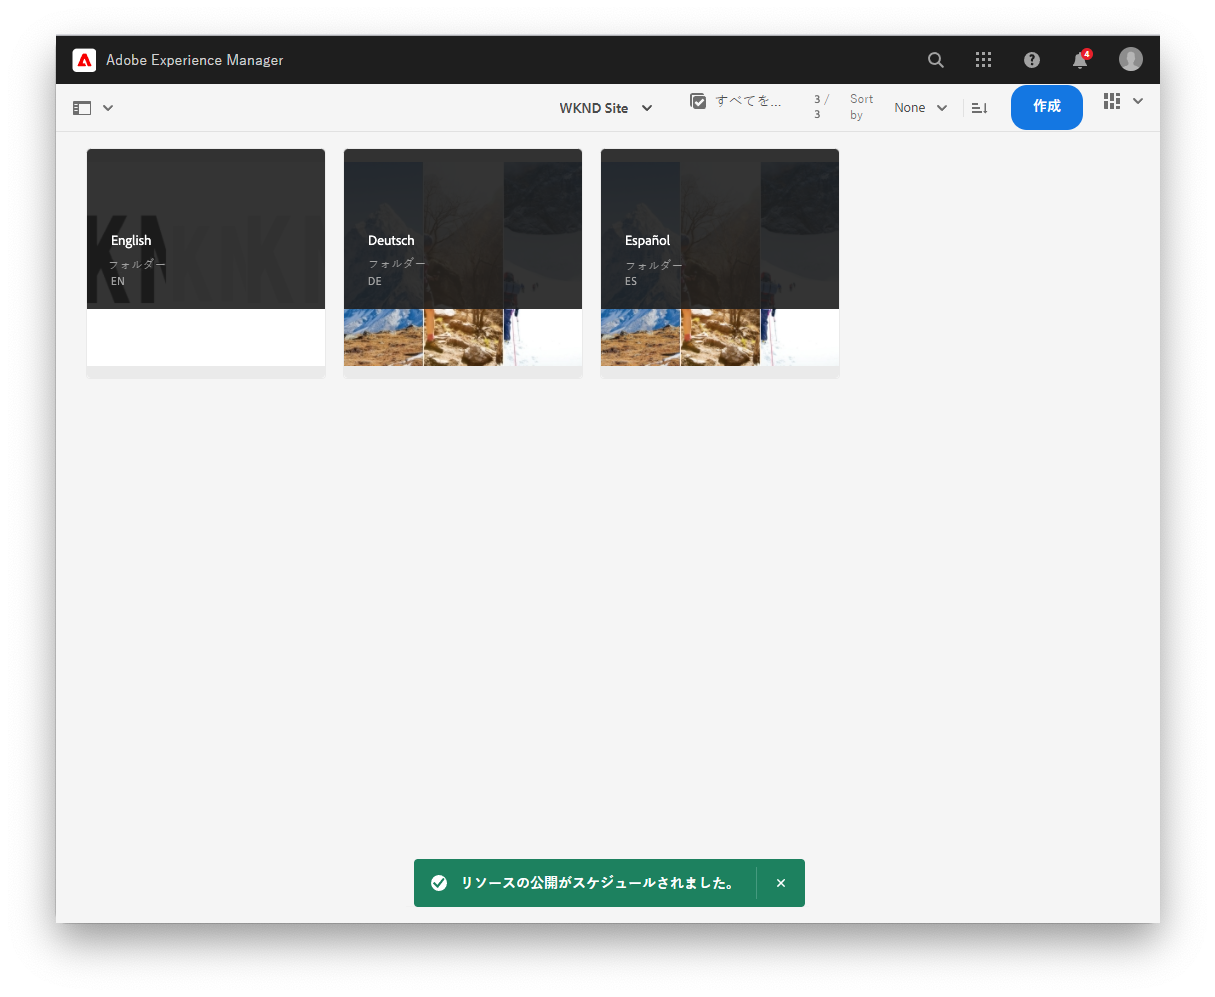 Adobe Experience Manager
4
WKND Site
すべてを...
3 / 3
Sort by
None
作成
English
フォルダー
EN
Deutsch
フォルダー
DE
Español
フォルダー
ES
リソースの公開がスケジュールされました。